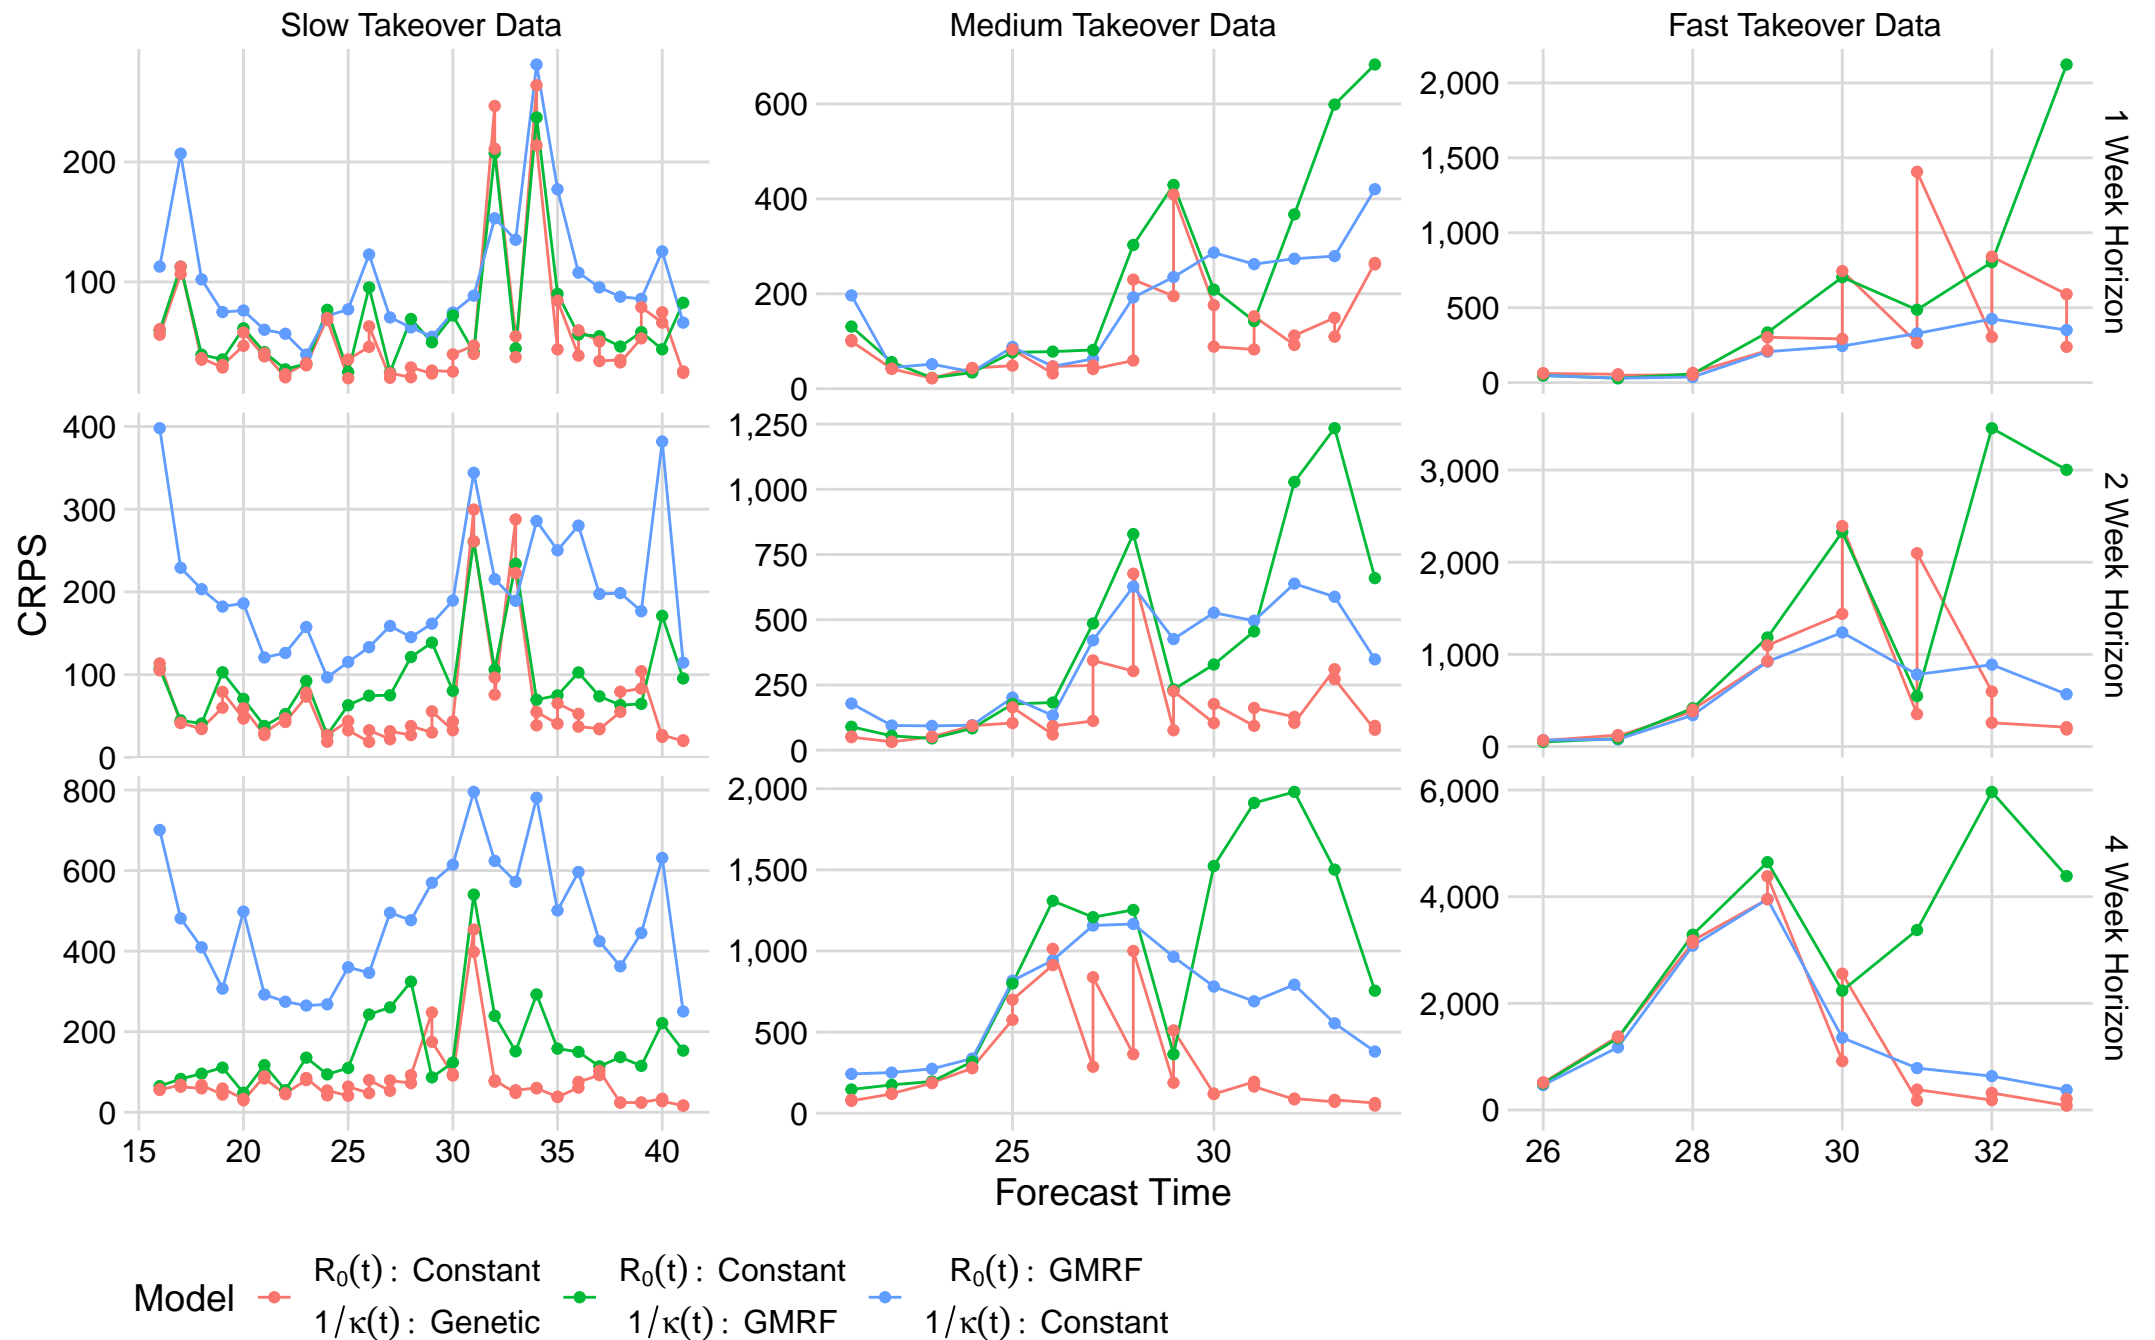 Slow Takeover Data
Medium Takeover Data
Fast Takeover Data
200
100
600
400
200
0
2,000
1,500
1,000
500
0
1 Week Horizon
400
300
200
100
0
1,250
1,000
750
500
250
0
3,000
2,000
1,000
0
2 Week Horizon
CRPS
800
600
400
200
0
2,000
1,500
1,000
500
0
6,000
4,000
2,000
0
4 Week Horizon
15 20 25 30 35 40
25 30
26 28 30 32
Forecast Time
Model
R₀(t) : Constant
1/κ(t) : Genetic
R₀(t) : Constant
1/κ(t) : GMRF
R₀(t) : GMRF
1/κ(t) : Constant